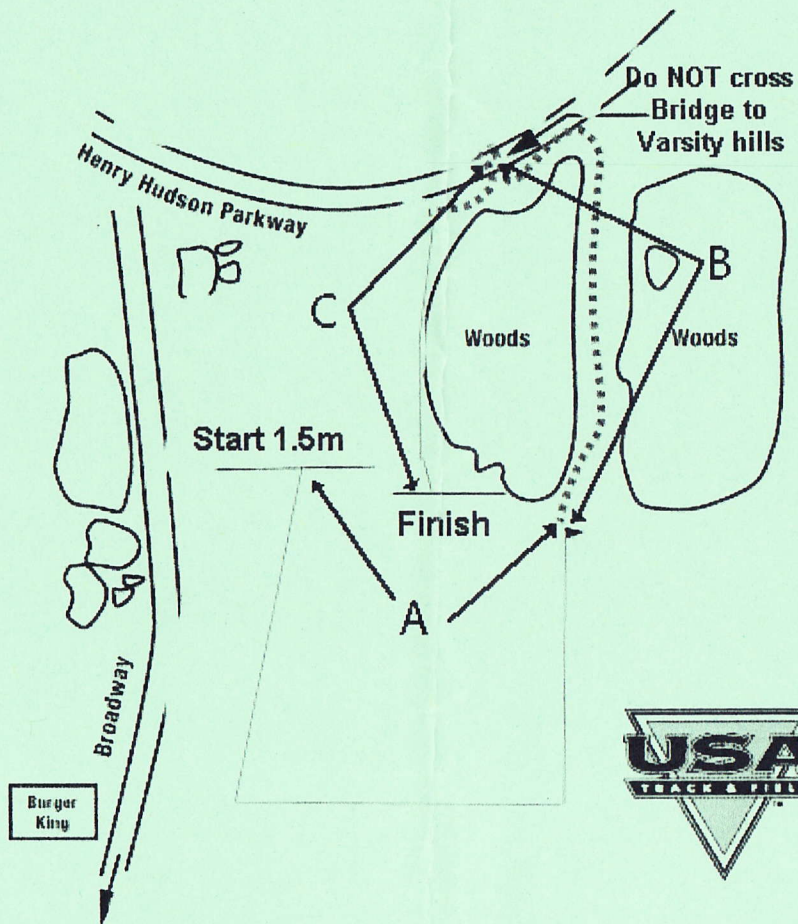 Do NOT cross
Bridge to
Varsity hills
Henry Hudson Parkway
B
C
Woods
Woods
Start 1.5m
Finish
A
Broadway
Burger
King
USA
TRACK & FIEL